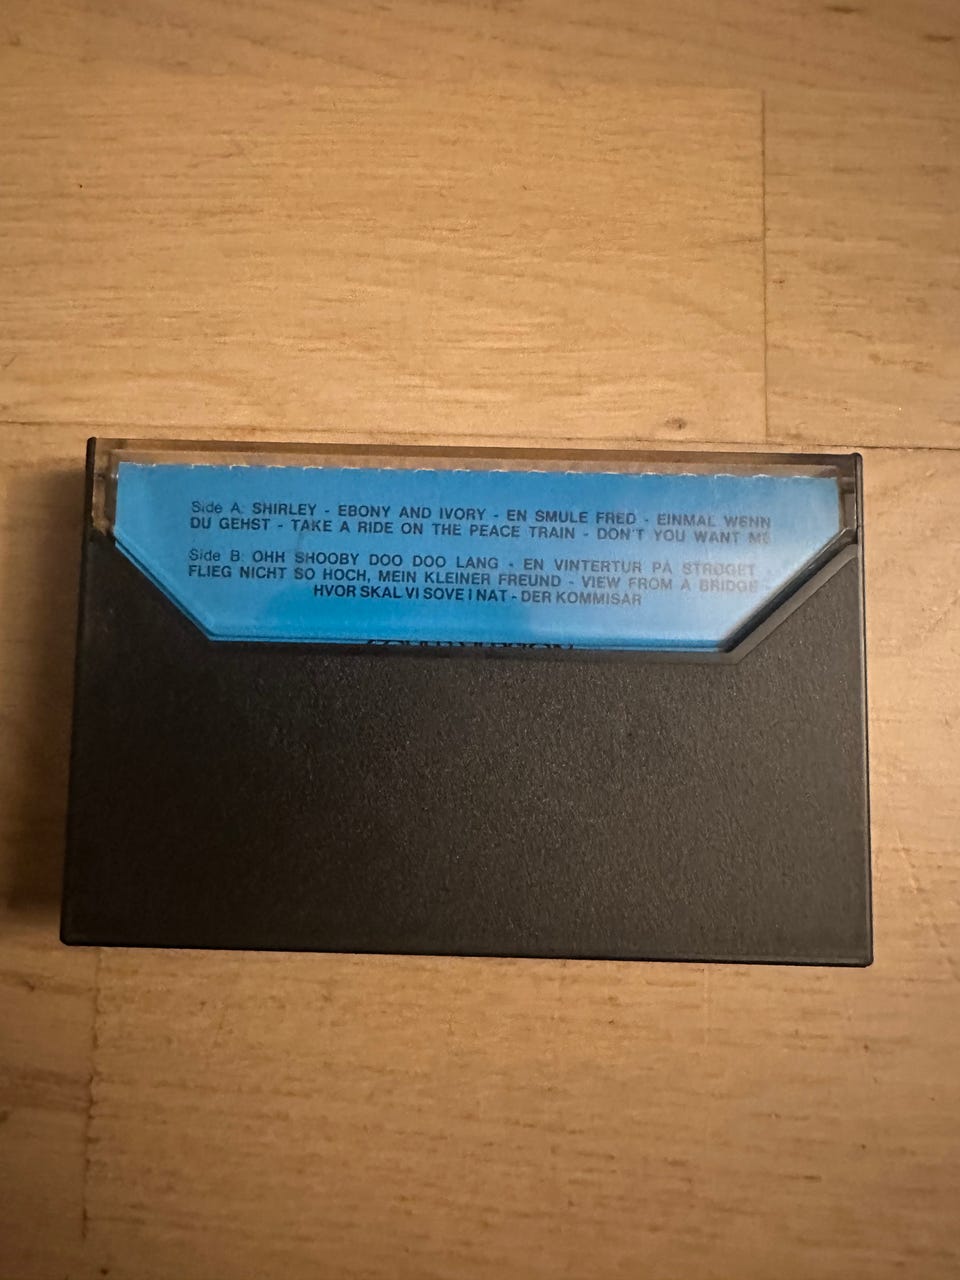 Side A: SHIRLEY - EBONY AND IVORY - EN SMULE FRED - EINMAL WENN
DU GEHST - TAKE A RIDE ON THE PEACE TRAIN - DON'T YOU WANT ME
Side B: OHH SHOOBY DOO DOO LANG - EN VINTERTUR PÅ STRØGET -
FLIEG NICHT SO HOCH, MEIN KLEINER FREUND - VIEW FROM A BRIDGE -
HVOR SKAL VI SOVE I NAT - DER KOMMISAR